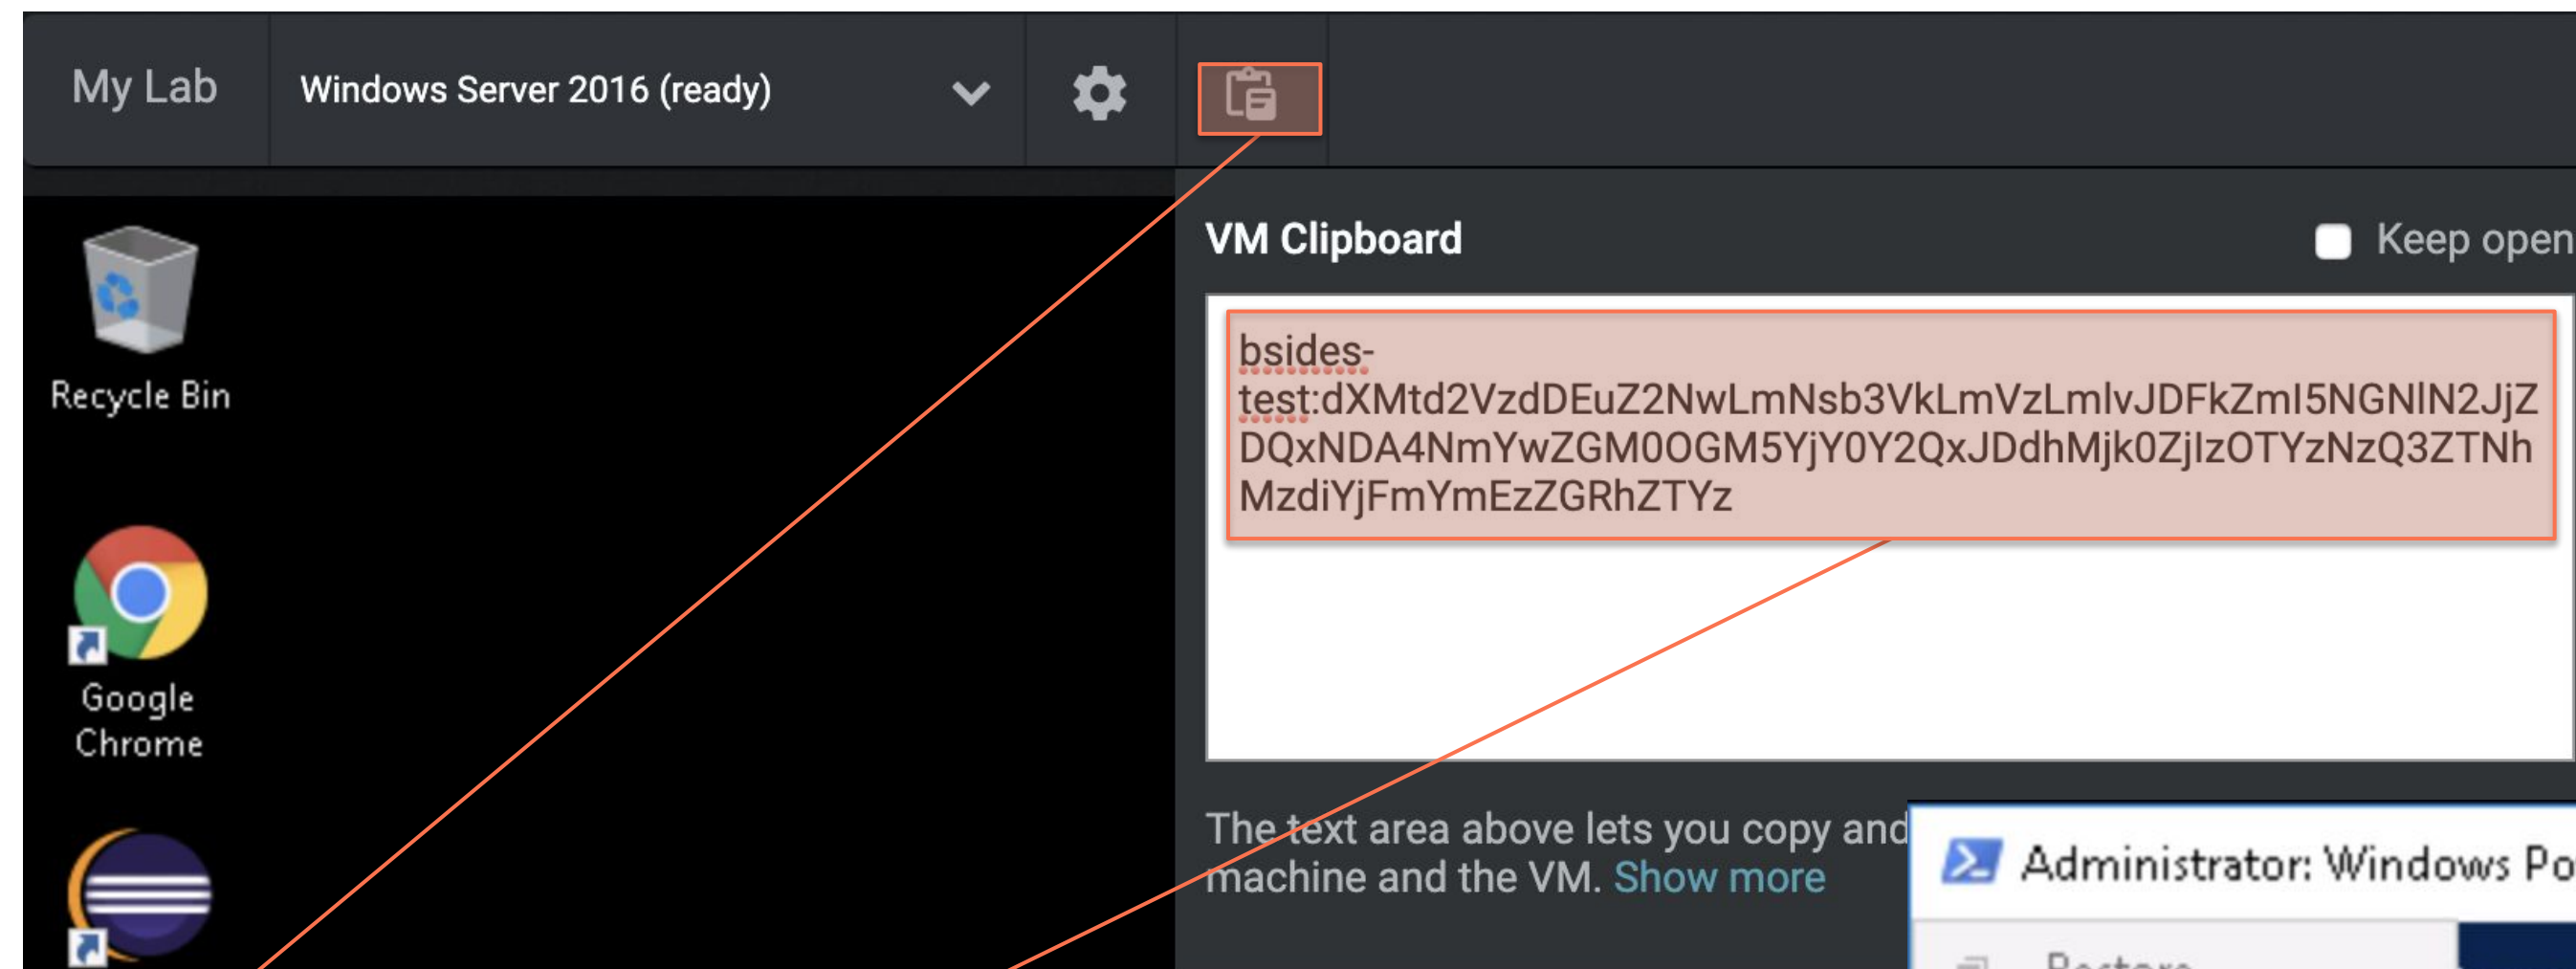 My Lab
Windows Server 2016 (ready)
VM Clipboard
Keep open
bsides-
test:dXMtd2VzdDEuZ2NwLmNsb3VkLmVzLmlvJDFkZmI5NGNlN2JjZ
DQxNDA4NmYwZGM0OGM5YjY0Y2QxJDdhMjk0ZjIzOTYzNzQ3ZTNh
MzdiYjFmYmEzZGRhZTYz
Recycle Bin
Google
Chrome
The text area above lets you copy and
machine and the VM. Show more
Administrator: Windows Po